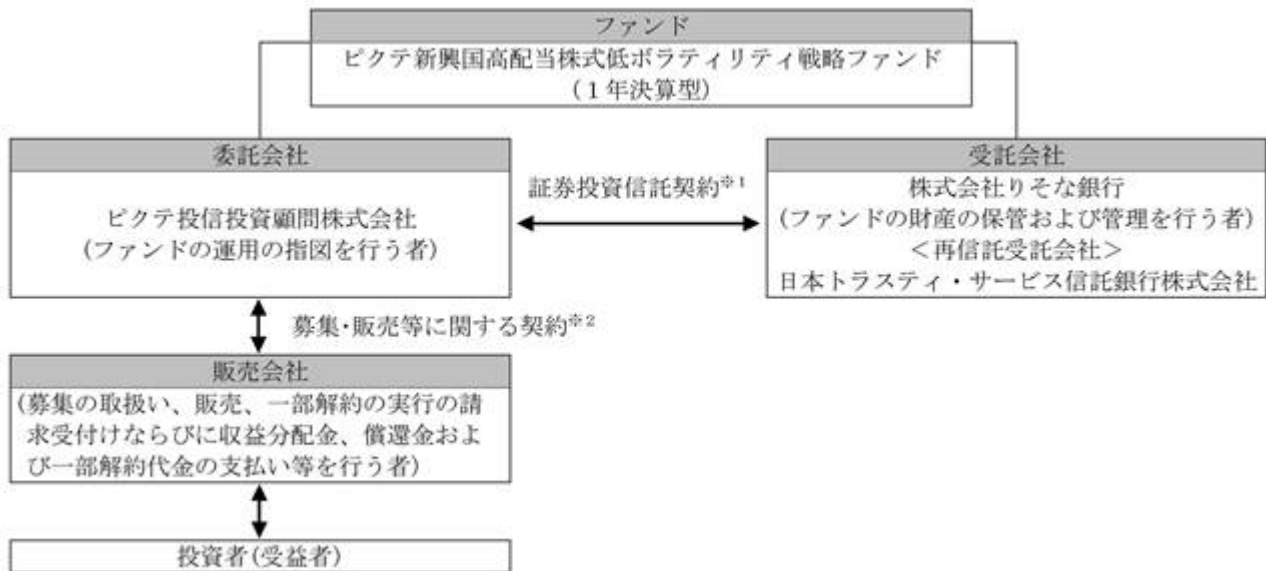 ファンド
ピクテ新興国高配当株式低ボラティリティ戦略ファンド
(1年決算型)
委託会社
ピクテ投信投資顧問株式会社
(ファンドの運用の指図を行う者)
証券投資信託契約※1
受託会社
株式会社りそな銀行
(ファンドの財産の保管および管理を行う者)
<再信託受託会社>
日本トラスティ・サービス信託銀行株式会社
募集・販売等に関する契約※2
販売会社
(募集の取扱い、販売、一部解約の実行の請
求受付けならびに収益分配金、償還金およ
び一部解約代金の支払い等を行う者)
投資者(受益者)